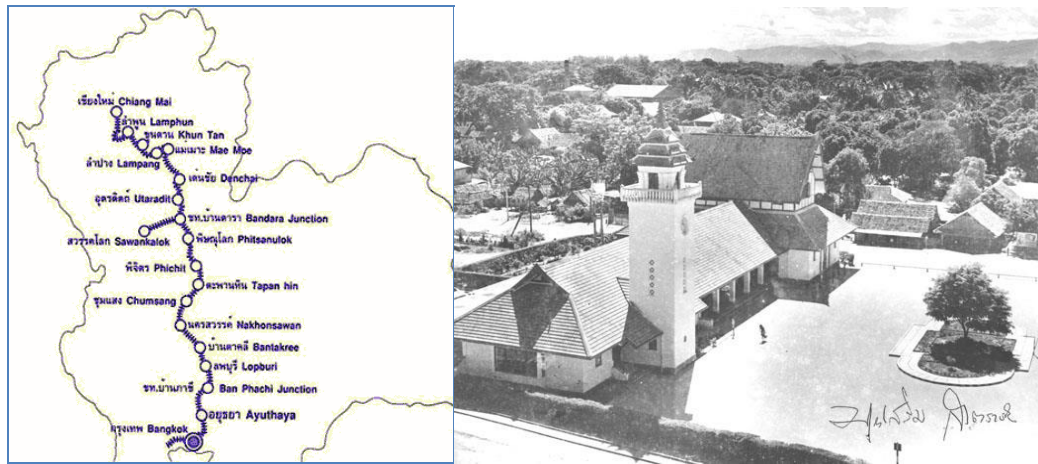 เชียงใหม่ Chiang Mai
ลำพูน Lamphun
ขุนตาน Khun Tan
แม่เมาะ Mae Moe
ลำปาง Lampang
เด่นชัย Denchai
อุตรดิตถ์ Utaradit
ชท.บ้านดารา Bandara Junction
สวรรคโลก Sawankalok
พิษณุโลก Phitsanulok
พิจิตร Phichit
ตะพานหิน Tapan hin
ชุมแสง Chumsang
นครสวรรค์ Nakhonsawan
บ้านตาคลี Bantakree
ลพบุรี Lopburi
ชท.บ้านภาชี Ban Phachi Junction
อยุธยา Ayuthaya
กรุงเทพ Bangkok
บุญเสริม